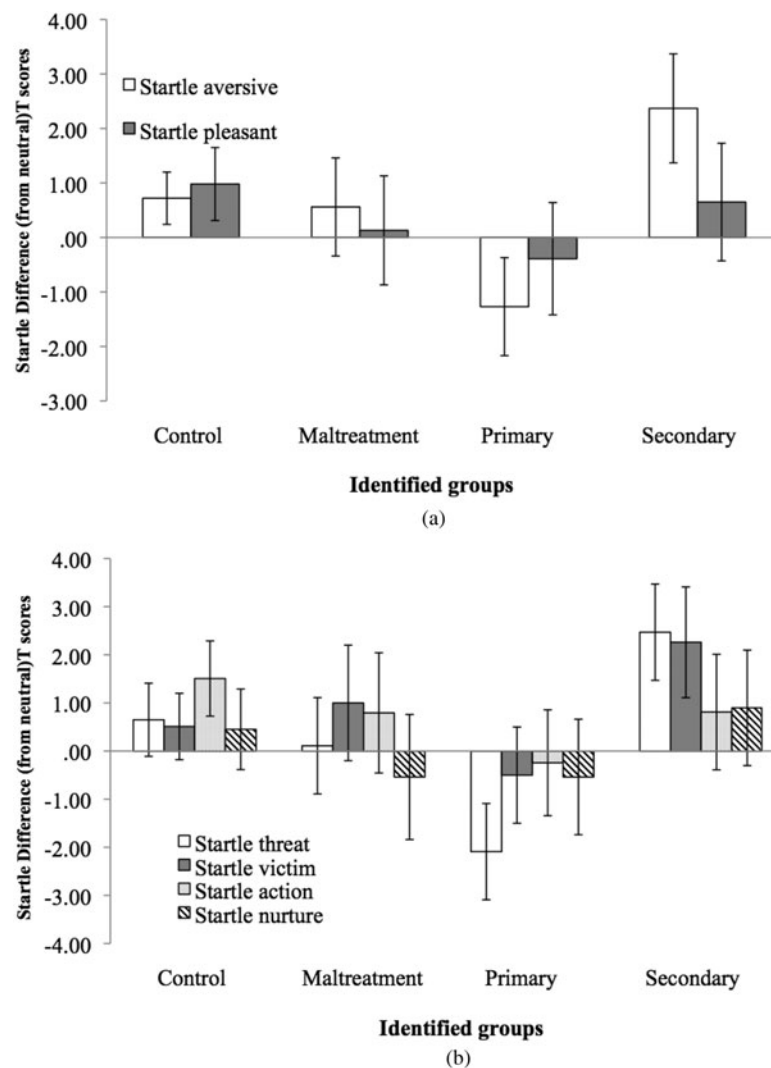 4.00
3.00
2.00
1.00
.00
-1.00
-2.00
-3.00
Startle Difference (from neutral)T scores
Startle aversive
Startle pleasant
Control Maltreatment Primary Secondary
Identified groups
(a)
4.00
3.00
2.00
1.00
.00
-1.00
-2.00
-3.00
-4.00
Startle Difference (from neutral)T scores
Startle threat
Startle victim
Startle action
Startle nurture
Control Maltreatment Primary Secondary
Identified groups
(b)